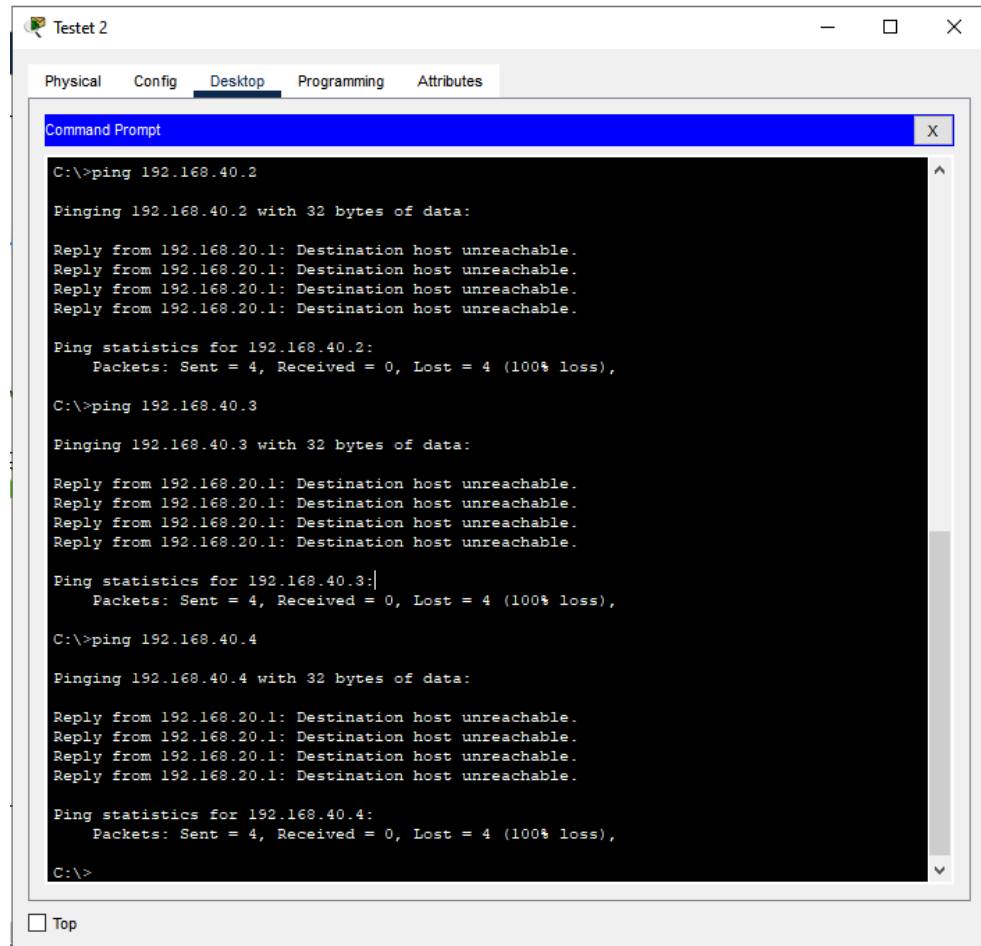 Testet 2
Physical Config Desktop Programming Attributes
Command Prompt
X
C:\>ping 192.168.40.2
Pinging 192.168.40.2 with 32 bytes of data:
Reply from 192.168.20.1: Destination host unreachable.
Reply from 192.168.20.1: Destination host unreachable.
Reply from 192.168.20.1: Destination host unreachable.
Reply from 192.168.20.1: Destination host unreachable.
Ping statistics for 192.168.40.2:
Packets: Sent = 4, Received = 0, Lost = 4 (100% loss),
C:\>ping 192.168.40.3
Pinging 192.168.40.3 with 32 bytes of data:
Reply from 192.168.20.1: Destination host unreachable.
Reply from 192.168.20.1: Destination host unreachable.
Reply from 192.168.20.1: Destination host unreachable.
Reply from 192.168.20.1: Destination host unreachable.
Ping statistics for 192.168.40.3:
Packets: Sent = 4, Received = 0, Lost = 4 (100% loss),
C:\>ping 192.168.40.4
Pinging 192.168.40.4 with 32 bytes of data:
Reply from 192.168.20.1: Destination host unreachable.
Reply from 192.168.20.1: Destination host unreachable.
Reply from 192.168.20.1: Destination host unreachable.
Reply from 192.168.20.1: Destination host unreachable.
Ping statistics for 192.168.40.4:
Packets: Sent = 4, Received = 0, Lost = 4 (100% loss),
C:\>
Top